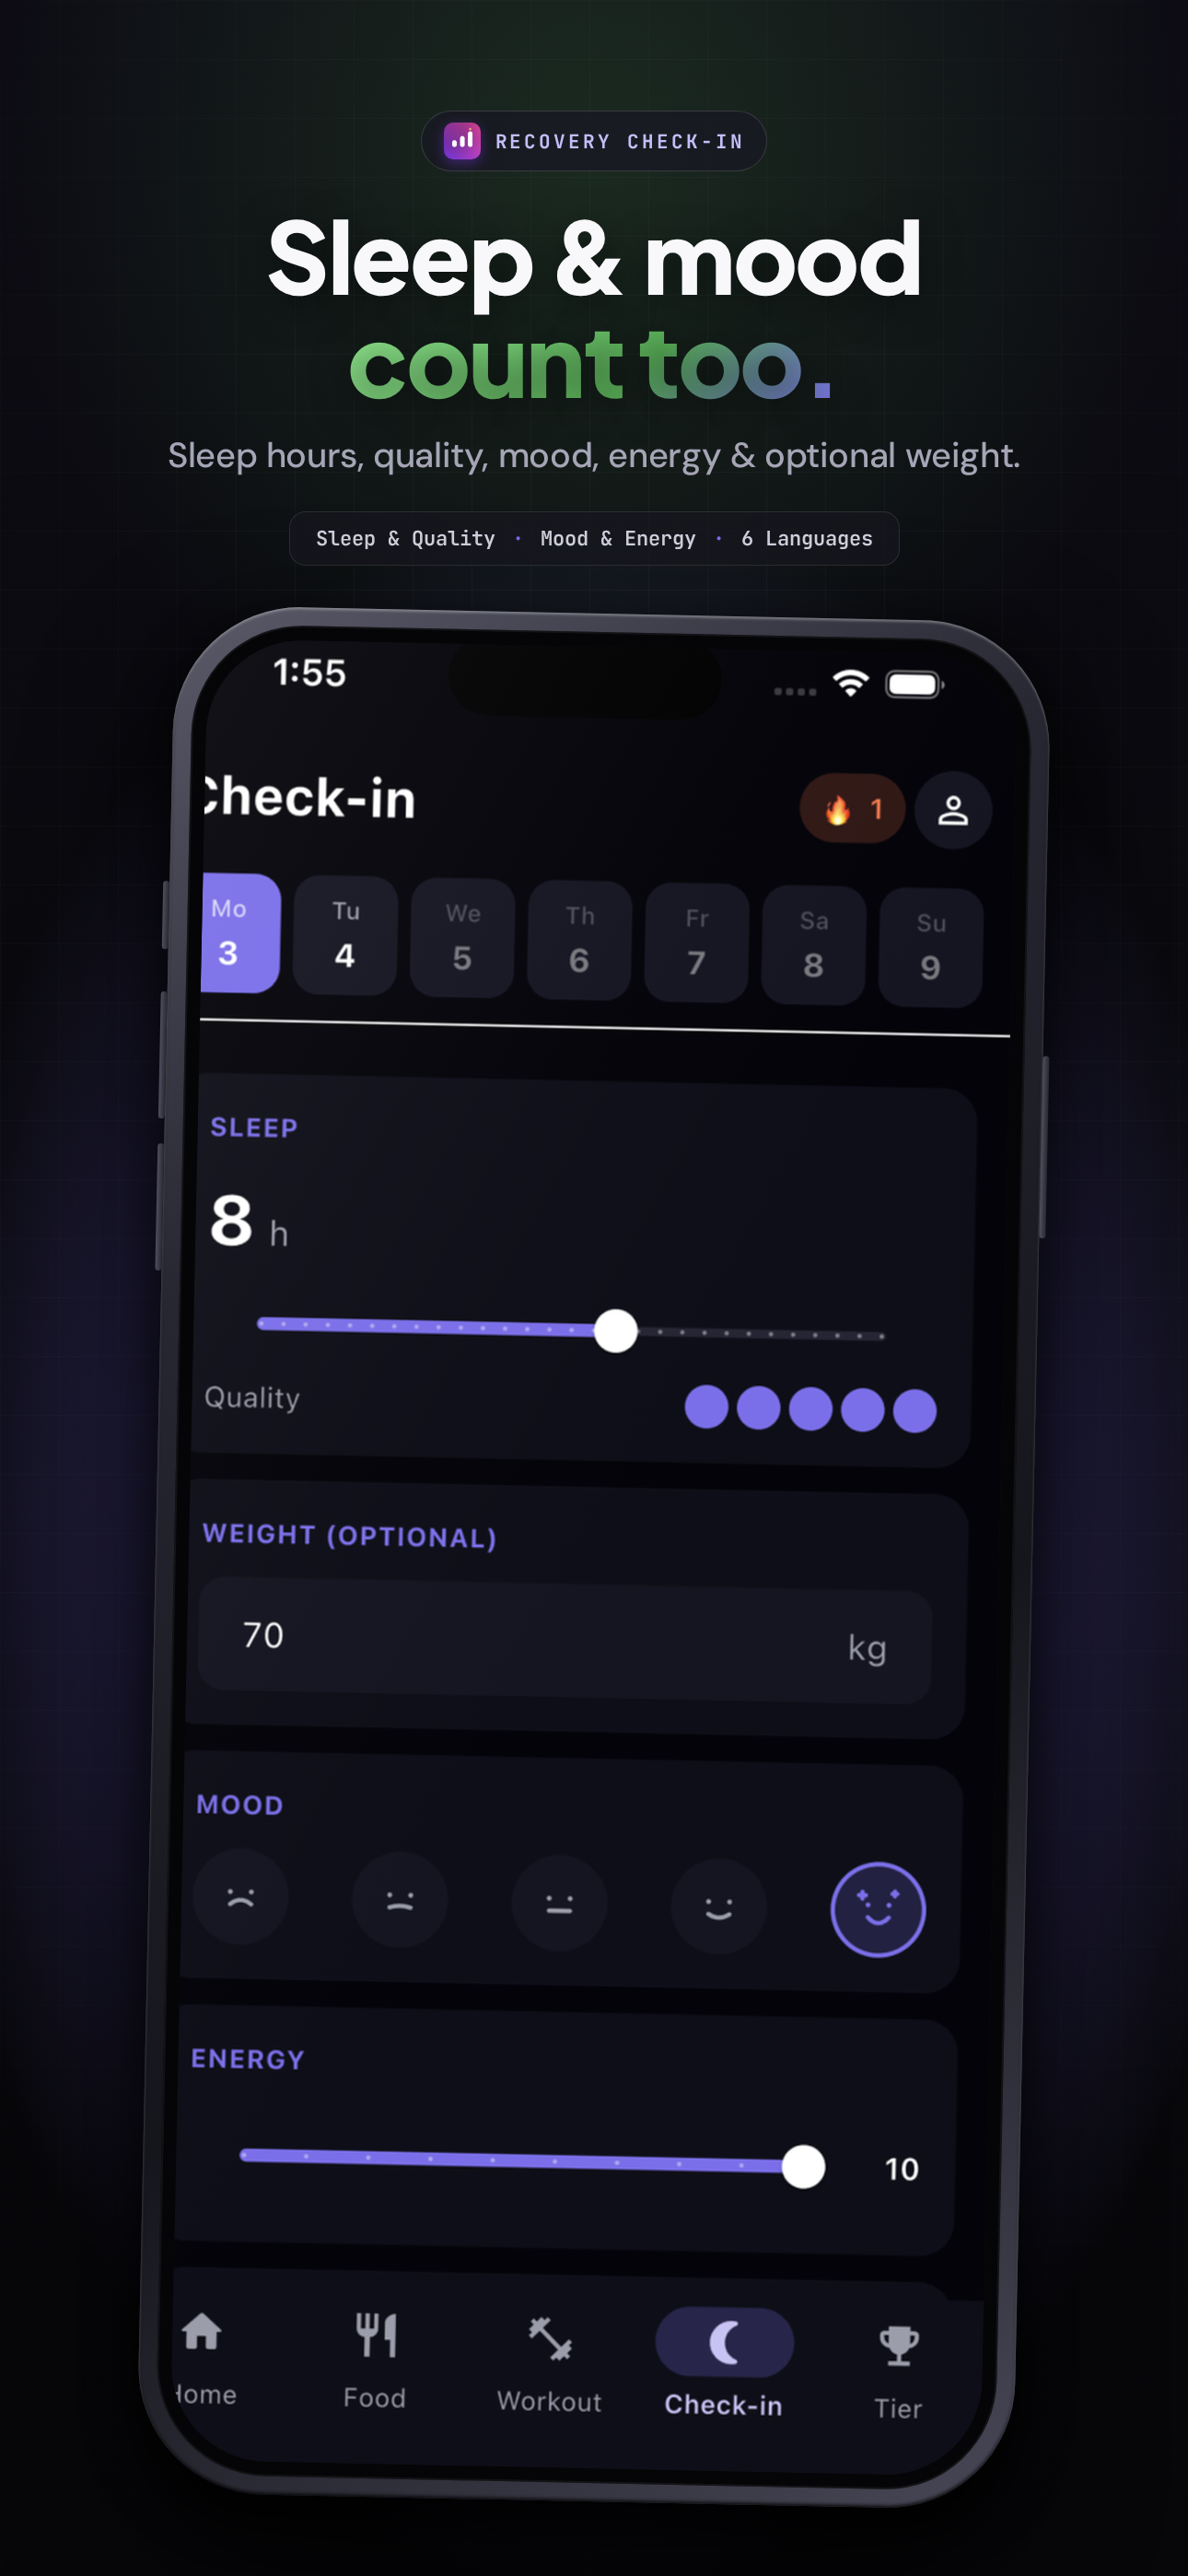 RECOVERY CHECK-IN
Sleep & mood
count too.
Sleep hours, quality, mood, energy & optional weight.
Sleep & Quality · Mood & Energy · 6 Languages
1:55
Check-in 🔥 1
Mo Tu We Th Fr Sa Su
3 4 5 6 7 8 9
SLEEP
8 h
Quality
WEIGHT (OPTIONAL)
70 kg
MOOD
ENERGY
10
Home Food Workout Check-in Tier